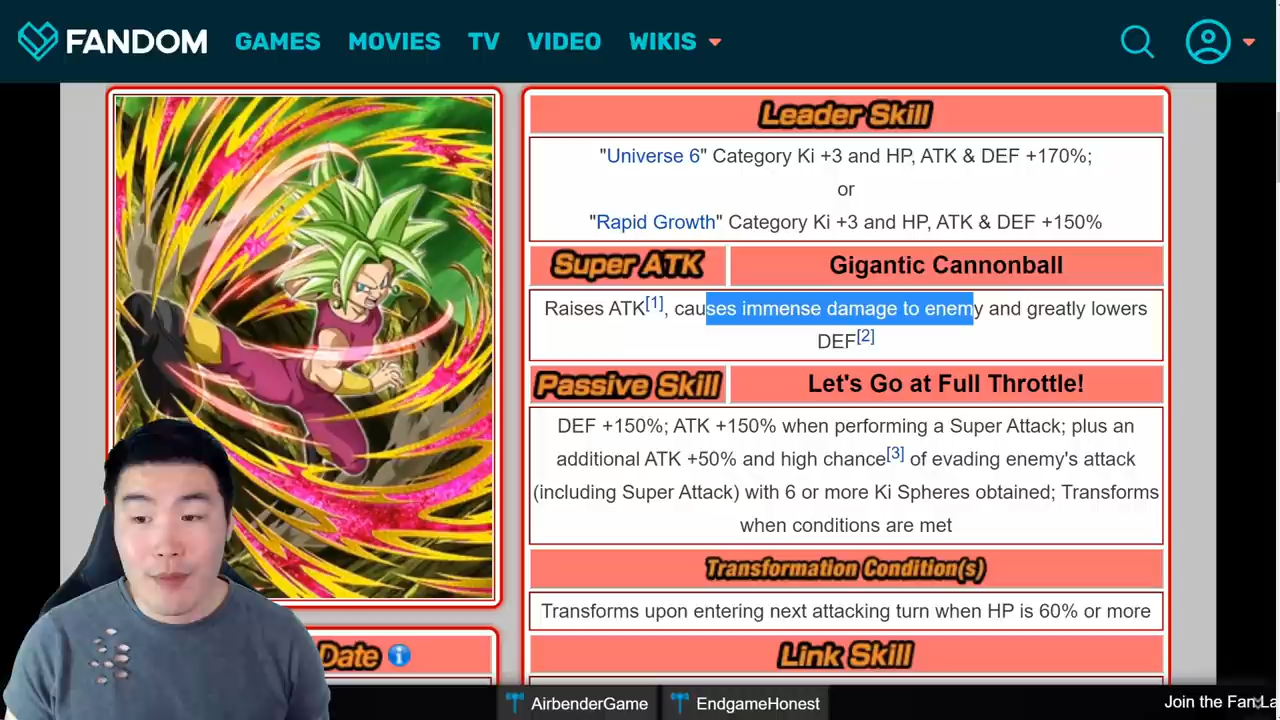 FANDOM GAMES MOVIES TV VIDEO WIKIS
Leader Skill
"Universe 6" Category Ki +3 and HP, ATK & DEF +170%;
or
"Rapid Growth" Category Ki +3 and HP, ATK & DEF +150%
Super ATK Gigantic Cannonball
Raises ATK[1], causes immense damage to enemy and greatly lowers
DEF[2]
Passive Skill Let's Go at Full Throttle!
DEF +150%; ATK +150% when performing a Super Attack; plus an
additional ATK +50% and high chance[3] of evading enemy's attack
(including Super Attack) with 6 or more Ki Spheres obtained; Transforms
when conditions are met
Transformation Condition(s)
Transforms upon entering next attacking turn when HP is 60% or more
Date i
Link Skill
AirbenderGame EndgameHonest Join the Fan La